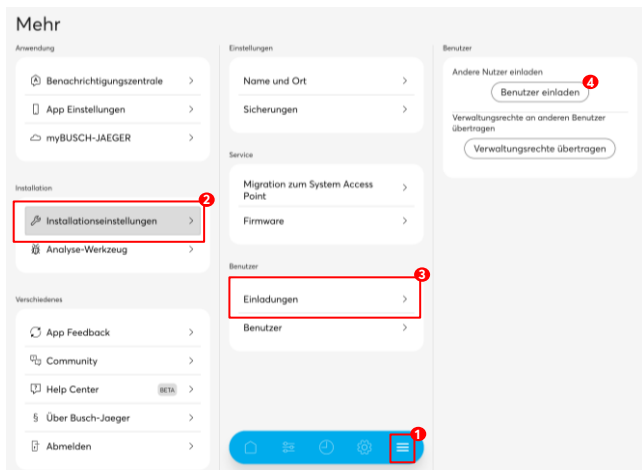 Mehr
Anwendung
Benachrichtigungszentrale
App Einstellungen
myBUSCH-JAEGER
Installation
2
Installationseinstellungen
Analyse-Werkzeug
Verschiedenes
App Feedback
Community
Help Center BETA
§ Über Busch-Jaeger
Abmelden
Einstellungen
Name und Ort
Sicherungen
Service
Migration zum System Access
Point
Firmware
Benutzer
3
Einladungen
Benutzer
1
Benutzer
Andere Nutzer einladen
4
Benutzer einladen
Verwaltungsrechte an anderen Benutzer
übertragen
Verwaltungsrechte übertragen